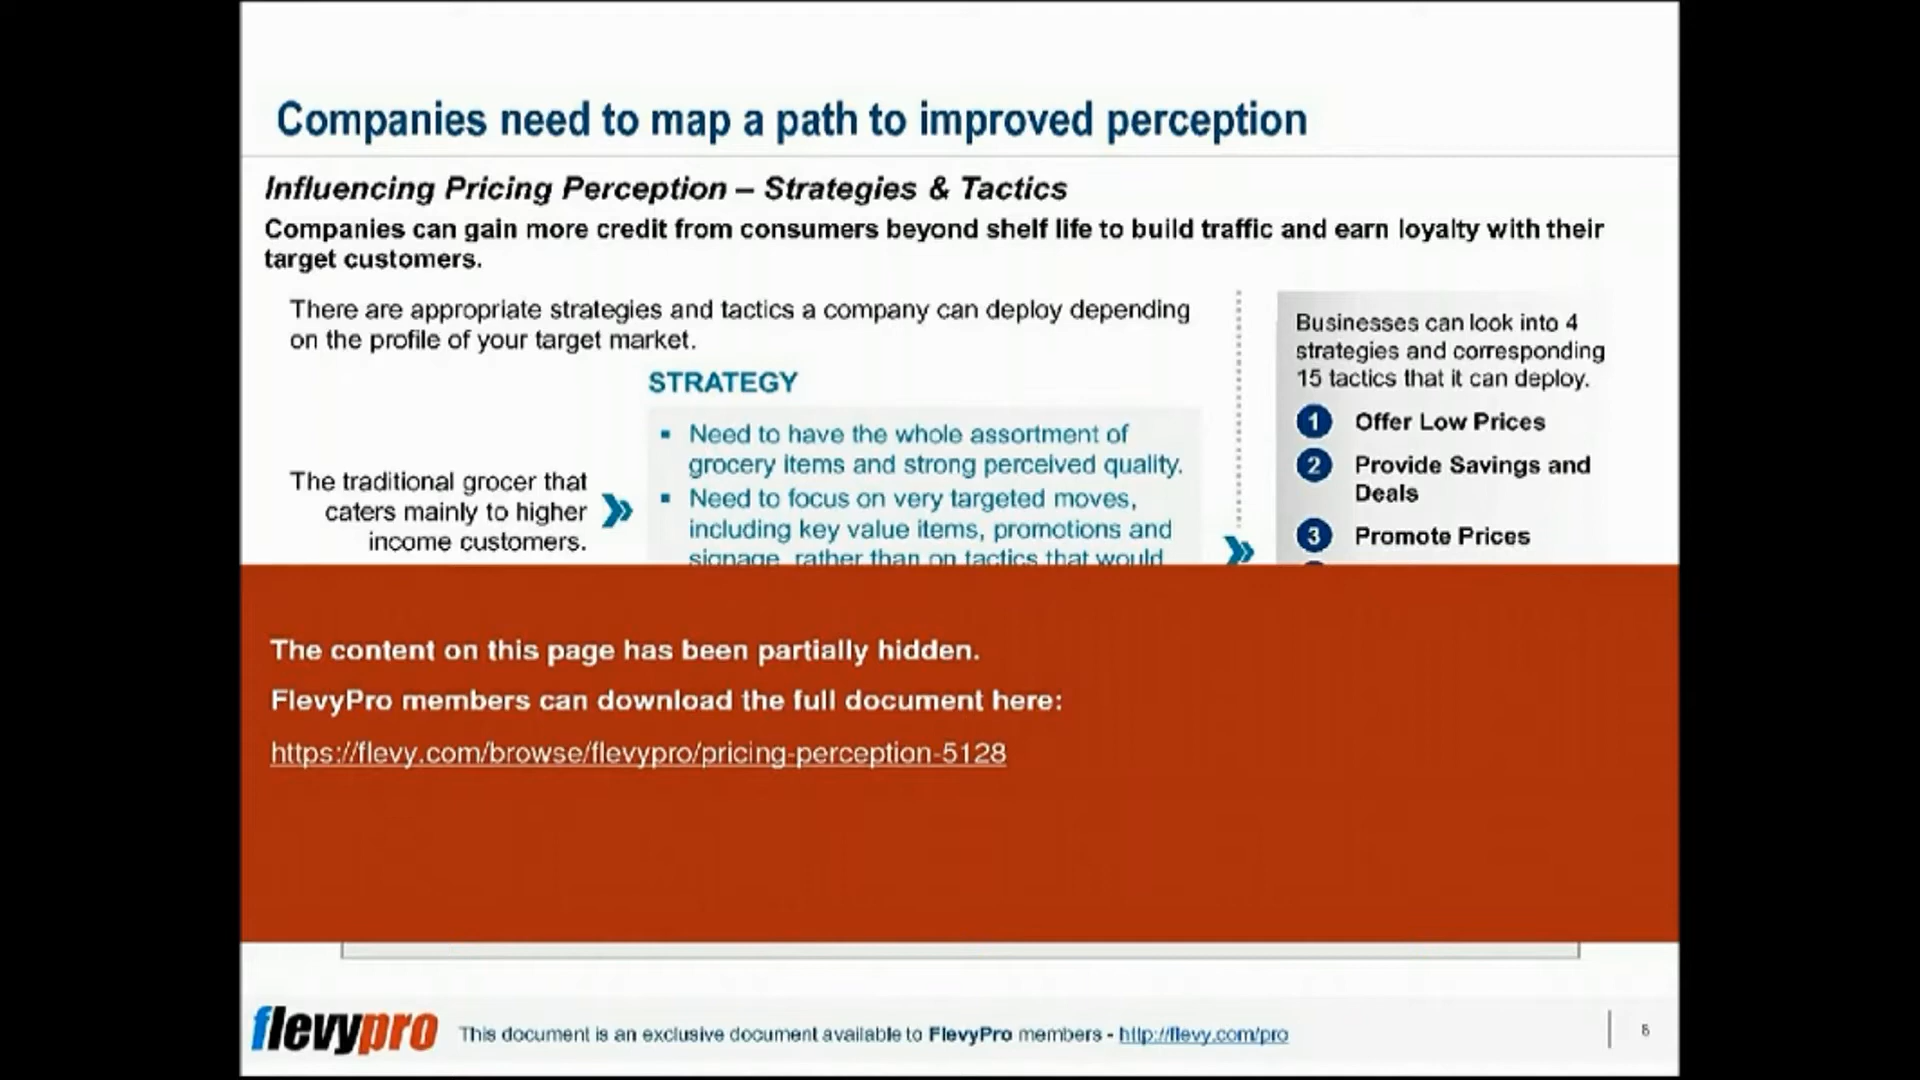 Companies need to map a path to improved perception
Influencing Pricing Perception – Strategies & Tactics
Companies can gain more credit from consumers beyond shelf life to build traffic and earn loyalty with their
target customers.
There are appropriate strategies and tactics a company can deploy depending
on the profile of your target market.
STRATEGY
The traditional grocer that
caters mainly to higher
income customers.
▪ Need to have the whole assortment of
grocery items and strong perceived quality.
▪ Need to focus on very targeted moves,
including key value items, promotions and
signage, rather than on tactics that would
Businesses can look into 4
strategies and corresponding
15 tactics that it can deploy.
1 Offer Low Prices
2 Provide Savings and
Deals
3 Promote Prices
The content on this page has been partially hidden.
FlevyPro members can download the full document here:
https://flevy.com/browse/flevypro/pricing-perception-5128
flevypro
This document is an exclusive document available to FlevyPro members - http://flevy.com/pro